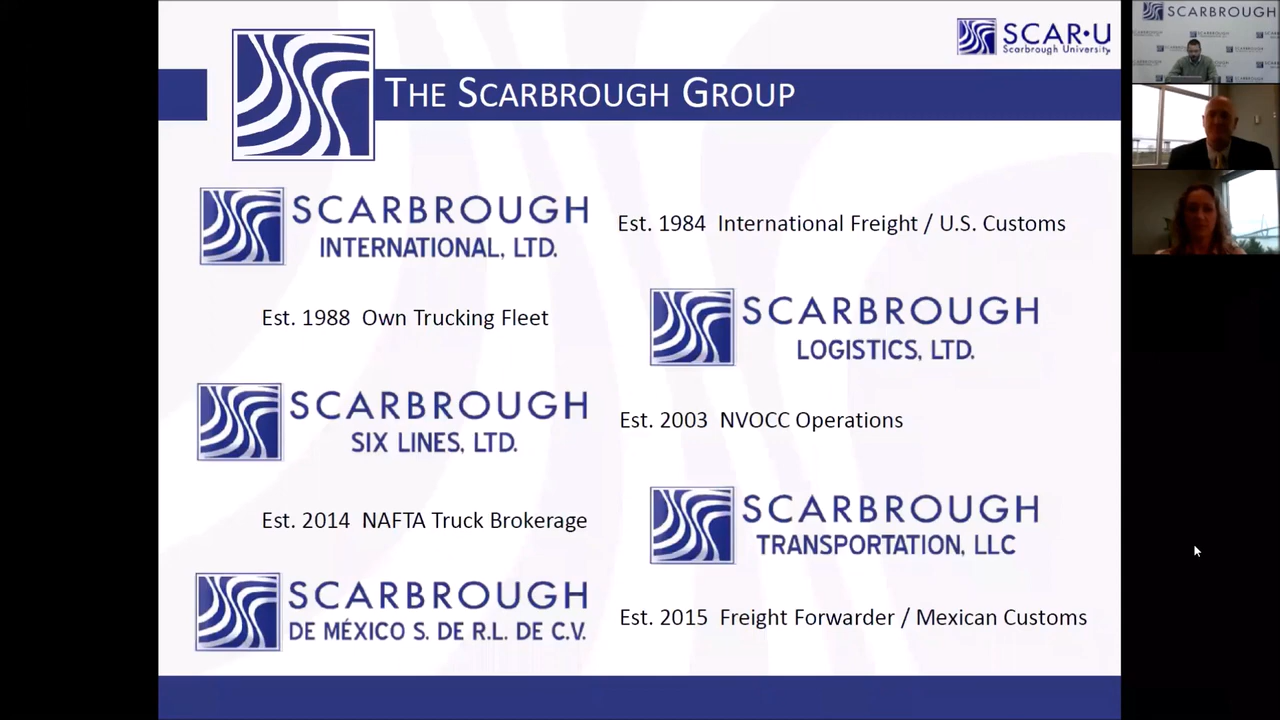 SCAR•U
Scarbrough University
THE SCARBROUGH GROUP
SCARBROUGH
INTERNATIONAL, LTD.
Est. 1984 International Freight / U.S. Customs
Est. 1988 Own Trucking Fleet
SCARBROUGH
LOGISTICS, LTD.
SCARBROUGH
SIX LINES, LTD.
Est. 2003 NVOCC Operations
Est. 2014 NAFTA Truck Brokerage
SCARBROUGH
TRANSPORTATION, LLC
SCARBROUGH
DE MÉXICO S. DE R.L. DE C.V.
Est. 2015 Freight Forwarder / Mexican Customs
SCARBROUGH